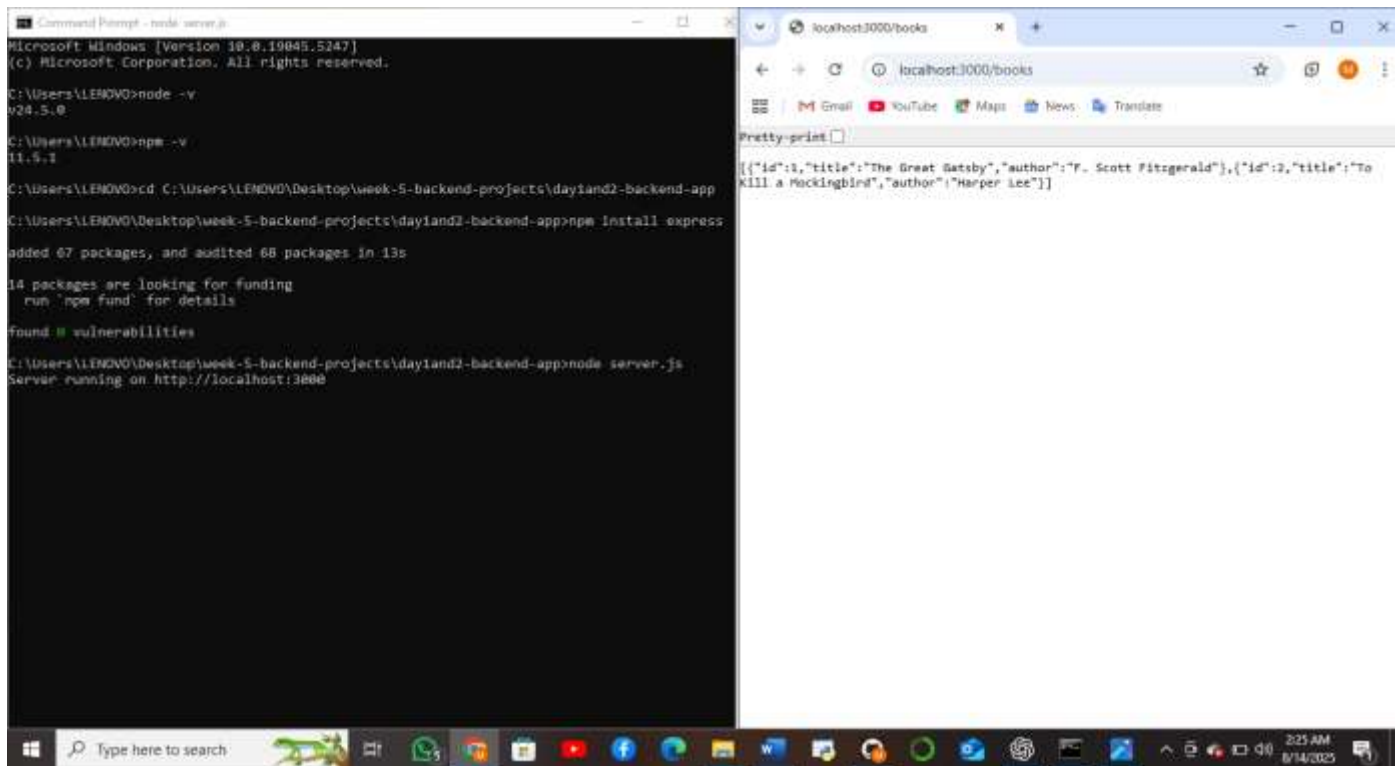 Command Prompt - node server.js
Microsoft Windows [Version 10.0.19045.5247]
(c) Microsoft Corporation. All rights reserved.
C:\Users\LENOVO>node -v
v24.5.0
C:\Users\LENOVO>npm -v
11.5.1
C:\Users\LENOVO>cd C:\Users\LENOVO\Desktop\week-5-backend-projects\day1and2-backend-app
C:\Users\LENOVO\Desktop\week-5-backend-projects\day1and2-backend-app>npm install express
added 67 packages, and audited 68 packages in 13s
14 packages are looking for funding
run `npm fund` for details
found 0 vulnerabilities
C:\Users\LENOVO\Desktop\week-5-backend-projects\day1and2-backend-app>node server.js
Server running on http://localhost:3000
localhost:3000/books
localhost:3000/books
Gmail YouTube Maps News Translate
Pretty-print
[{"id":1,"title":"The Great Gatsby","author":"F. Scott Fitzgerald"},{"id":2,"title":"To
Kill a Mockingbird","author":"Harper Lee"}]
Type here to search
2:25 AM
8/14/2025